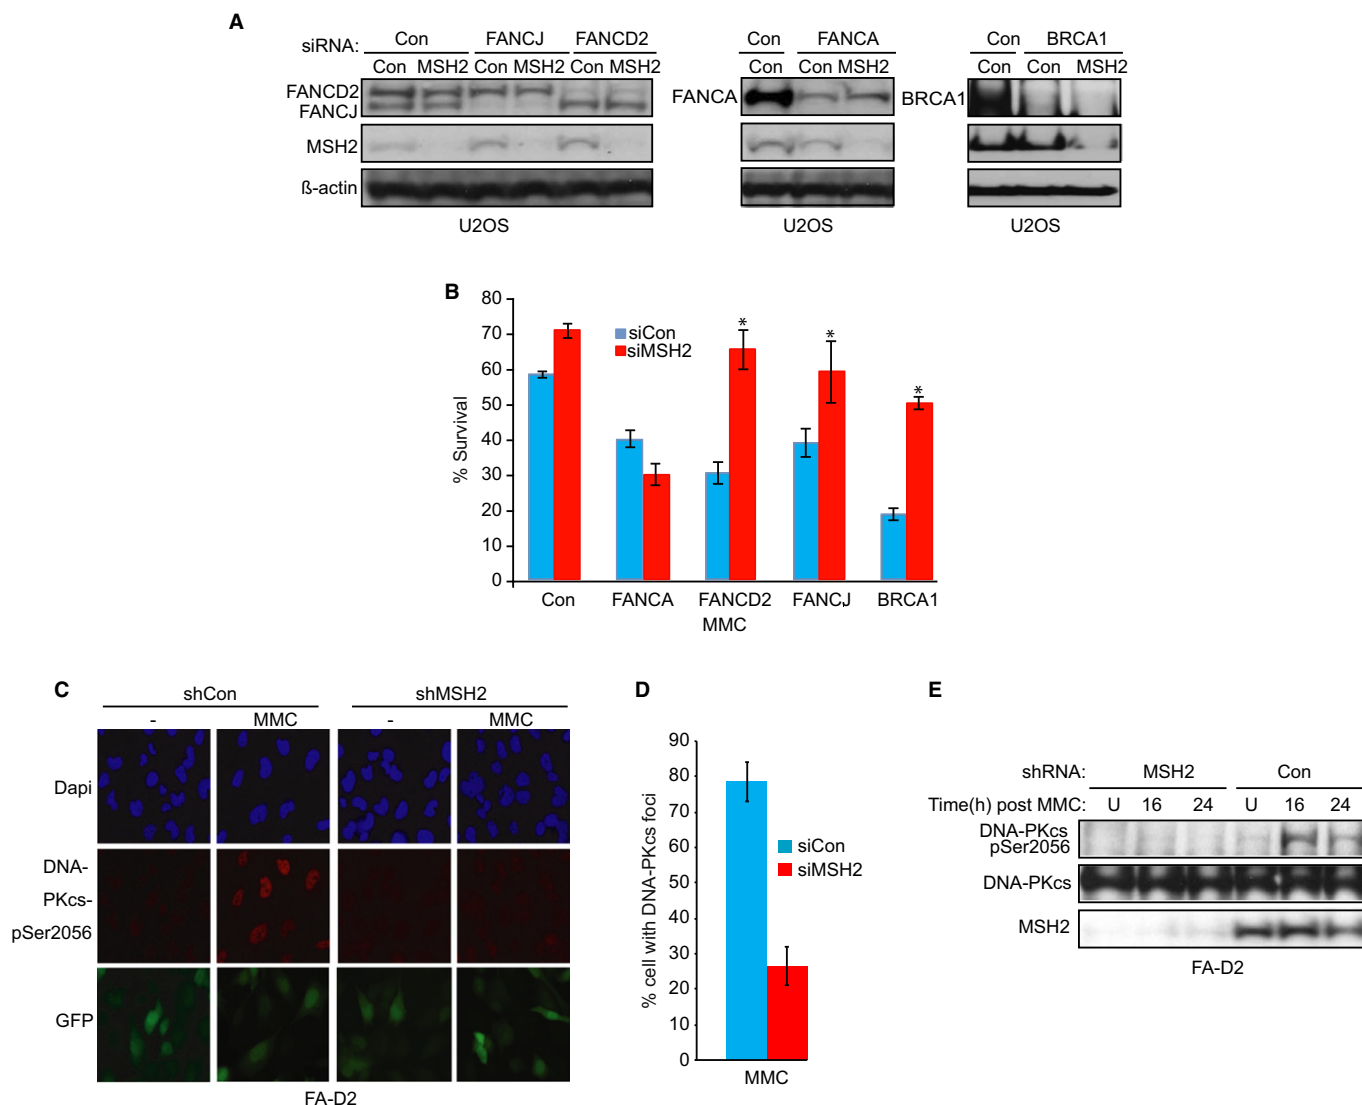 A
siRNA: Con FANCJ FANCD2
Con MSH2 Con MSH2 Con MSH2
FANCD2
FANCJ
MSH2
ß-actin
U2OS
Con FANCA
Con Con MSH2
FANCA
U2OS
Con BRCA1
Con Con MSH2
BRCA1
U2OS
B
80
70
60
50
40
30
20
10
0
% Survival
siCon
siMSH2
* * *
Con FANCA FANCD2 FANCJ BRCA1
MMC
C
shCon shMSH2
- MMC - MMC
Dapi
DNA-
PKcs-
pSer2056
GFP
FA-D2
D
90
80
70
60
50
40
30
20
10
0
% cell with DNA-PKcs foci
siCon
siMSH2
MMC
E
shRNA: MSH2 Con
Time(h) post MMC: U 16 24 U 16 24
DNA-PKcs
pSer2056
DNA-PKcs
MSH2
FA-D2